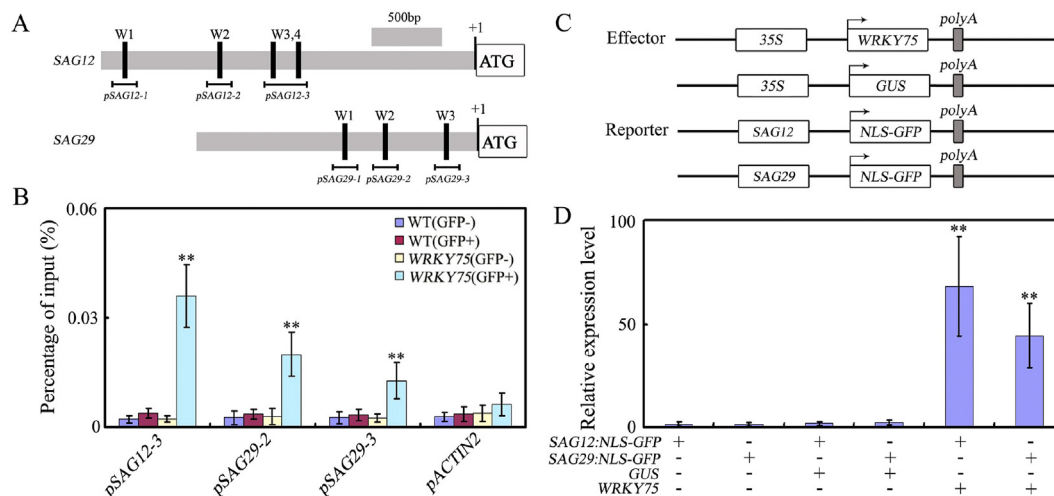 A
500bp
+1
W1 W2 W3,4
SAG12 ATG
pSAG12-1 pSAG12-2 pSAG12-3
+1
W1 W2 W3
SAG29 ATG
pSAG29-1 pSAG29-2 pSAG29-3
B
Percentage of input (%)
0.06
0.03
0
WT(GFP-)
WT(GFP+)
WRKY75(GFP-)
WRKY75(GFP+)
**
**
**
pSAG12-3 pSAG29-2 pSAG29-3 pACTIN2
C
polyA
Effector 35S WRKY75
polyA
35S GUS
polyA
Reporter SAG12 NLS-GFP
polyA
SAG29 NLS-GFP
D
Relative expression level
100
50
0
**
**
SAG12:NLS-GFP + - + - + -
SAG29:NLS-GFP - + - + - +
GUS - - + + - -
WRKY75 - - - - + +